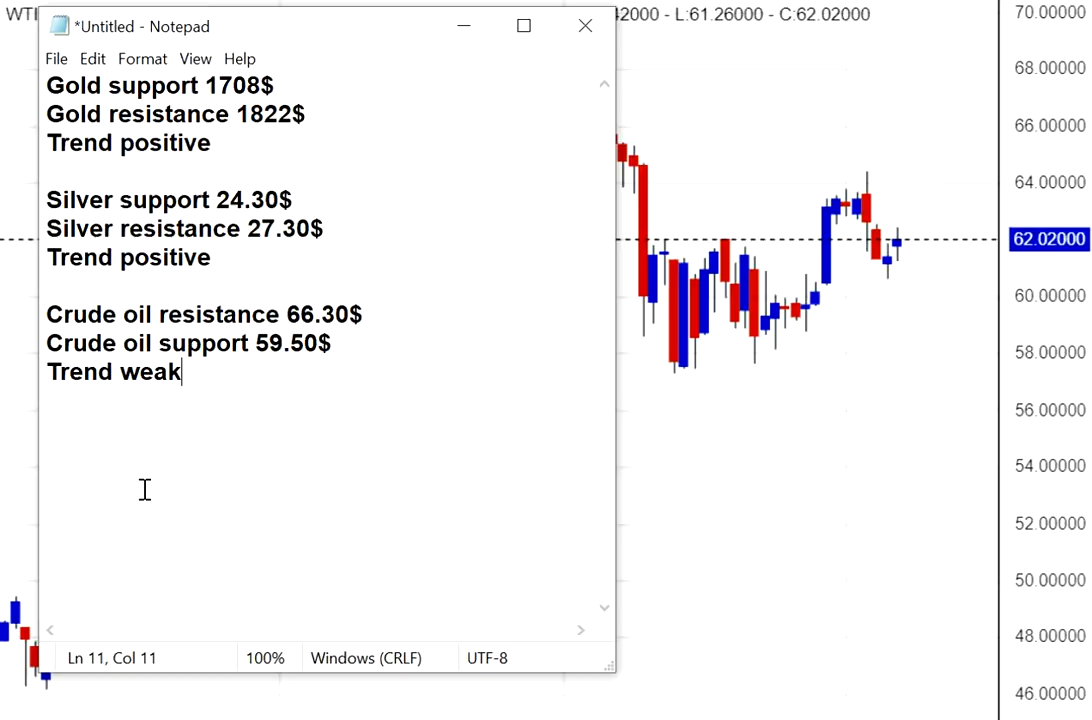 WTI
*Untitled - Notepad
2000 - L:61.26000 - C:62.02000
File Edit Format View Help
Gold support 1708$
Gold resistance 1822$
Trend positive
Silver support 24.30$
Silver resistance 27.30$
Trend positive
Crude oil resistance 66.30$
Crude oil support 59.50$
Trend weak
Ln 11, Col 11
100%
Windows (CRLF)
UTF-8
70.00000
68.00000
66.00000
64.00000
62.02000
60.00000
58.00000
56.00000
54.00000
52.00000
50.00000
48.00000
46.00000